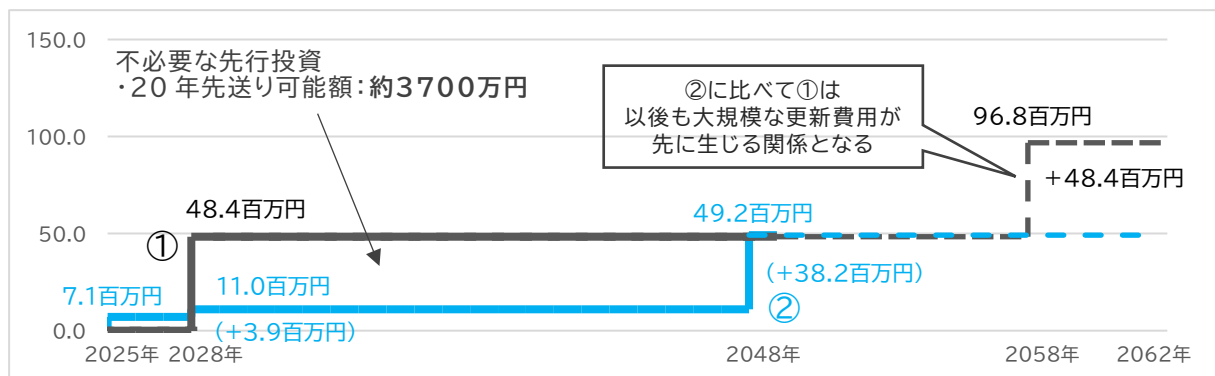 150.0
不必要な先行投資
・20年先送り可能額：約3700万円
②に比べて①は
以後も大規模な更新費用が
先に生じる関係となる
100.0
96.8百万円
+48.4百万円
48.4百万円
49.2百万円
50.0
①
7.1百万円
11.0百万円
(+3.9百万円)
(+38.2百万円)
②
0.0
2025年 2028年 2048年 2058年 2062年